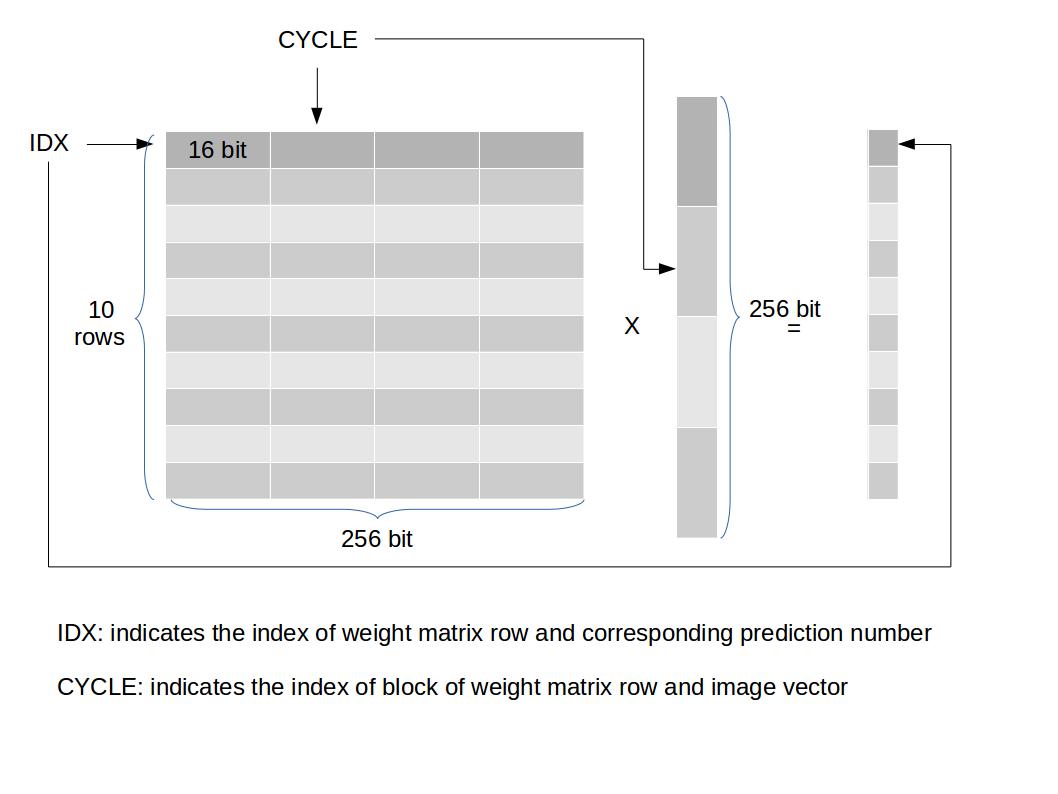 CYCLE
IDX
16 bit
10
rows
X
256 bit
=
256 bit
IDX: indicates the index of weight matrix row and corresponding prediction number
CYCLE: indicates the index of block of weight matrix row and image vector